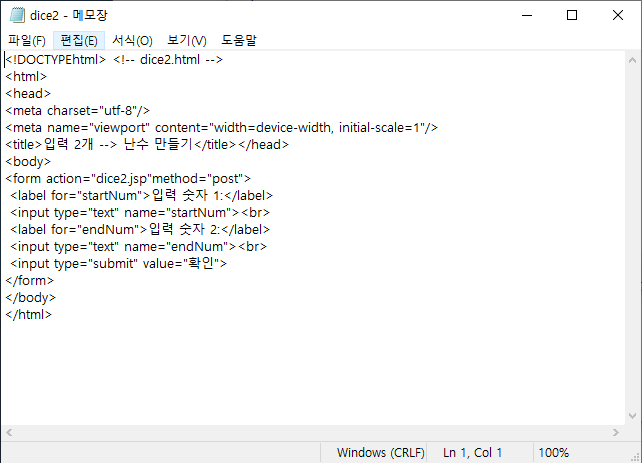 dice2 - 메모장
파일(F) 편집(E) 서식(O) 보기(V) 도움말
<!DOCTYPEhtml> <!-- dice2.html -->
<html>
<head>
<meta charset="utf-8"/>
<meta name="viewport" content="width=device-width, initial-scale=1"/>
<title>입력 2개 --> 난수 만들기</title></head>
<body>
<form action="dice2.jsp"method="post">
 <label for="startNum">입력 숫자 1:</label>
 <input type="text" name="startNum"><br>
 <label for="endNum">입력 숫자 2:</label>
 <input type="text" name="endNum"><br>
 <input type="submit" value="확인">
</form>
</body>
</html>
Windows (CRLF) Ln 1, Col 1 100%